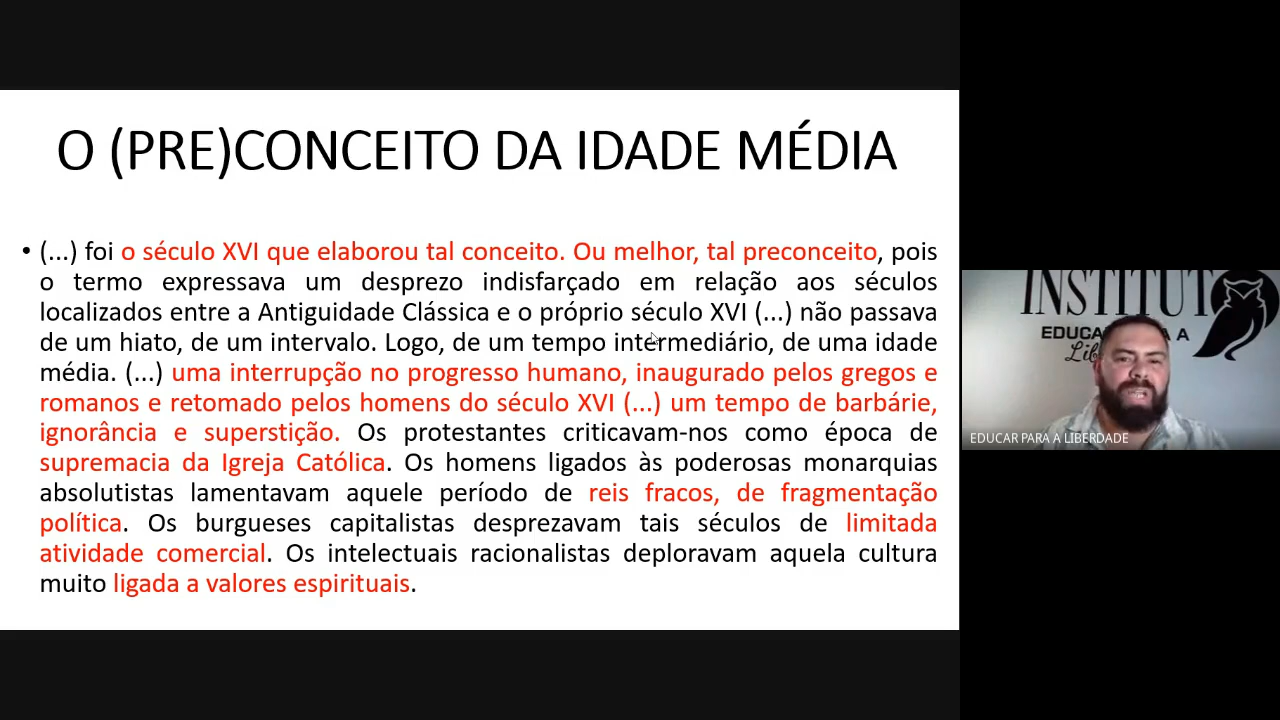 O (PRE)CONCEITO DA IDADE MÉDIA
• (...) foi o século XVI que elaborou tal conceito. Ou melhor, tal preconceito, pois
o termo expressava um desprezo indisfarçado em relação aos séculos
localizados entre a Antiguidade Clássica e o próprio século XVI (...) não passava
de um hiato, de um intervalo. Logo, de um tempo intermediário, de uma idade
média. (...) uma interrupção no progresso humano, inaugurado pelos gregos e
romanos e retomado pelos homens do século XVI (...) um tempo de barbárie,
ignorância e superstição. Os protestantes criticavam-nos como época de
supremacia da Igreja Católica. Os homens ligados às poderosas monarquias
absolutistas lamentavam aquele período de reis fracos, de fragmentação
política. Os burgueses capitalistas desprezavam tais séculos de limitada
atividade comercial. Os intelectuais racionalistas deploravam aquela cultura
muito ligada a valores espirituais.
INSTITUT
EDUCA A A
Lib
EDUCAR PARA A LIBERDADE